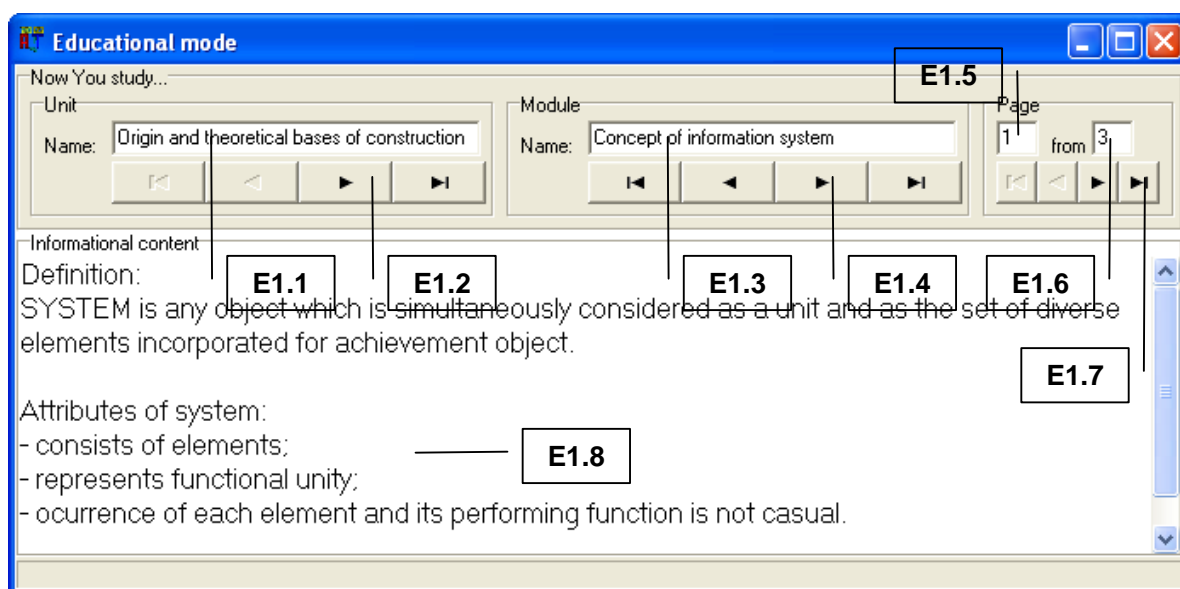 Educational mode
Now You study...
E1.5
Unit
Module
Page
Name: Origin and theoretical bases of construction
Name: Concept of information system
1 from 3
Informational content
Definition:
E1.1 E1.2 E1.3 E1.4 E1.6
SYSTEM is any object which is simultaneously considered as a unit and as the set of diverse
elements incorporated for achievement object.
E1.7
Attributes of system:
- consists of elements;
E1.8
- represents functional unity;
- ocurrence of each element and its performing function is not casual.